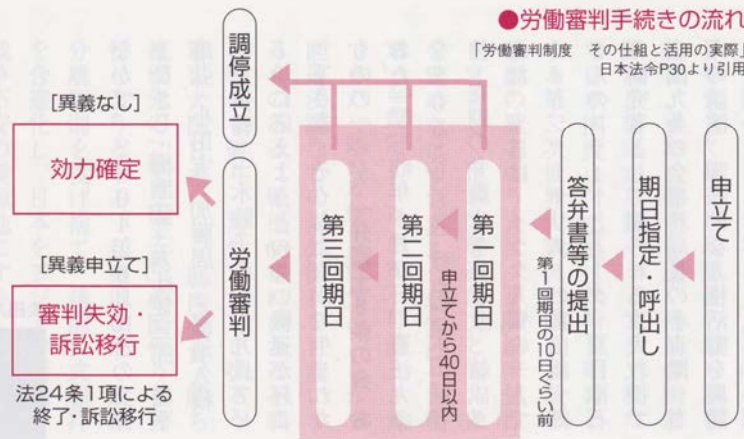 ●労働審判手続きの流れ
「労働審判制度　その仕組と活用の実際」
日本法令P30より引用
申立て
期日指定・呼出し
答弁書等の提出
第1回期日の10日ぐらい前
第一回期日
申立てから40日以内
第二回期日
第三回期日
調停成立
労働審判
[異義なし]
効力確定
[異義申立て]
審判失効・
訴訟移行
法24条1項による
終了・訴訟移行